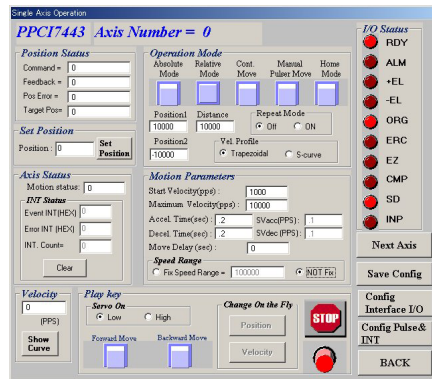 Single Axis Operation
PPCI7443 Axis Number = 0
Position Status
Command = 0
Feedback = 0
Pos Error = 0
Target Pos= 0
Set Position
Position : 0 Set Position
Axis Status
Motion status: 0
INT Status
Event INT(HEX) 0
Error INT (HEX) 0
INT. Count= 0
Clear
Velocity
0
(PPS)
Show Curve
Operation Mode
Absolute Mode Relative Mode Cont. Move Manual Pulser Move Home Mode
Position1 Distance
10000 10000
Position2
-10000
Repeat Mode
Off ON
Vel. Profile
Trapezoidal S-curve
Motion Parameters
Start Velocity(pps) : 1000
Maximum Velocity(pps) : 10000
Accel. Time(sec) : .2 SVacc(PPS): .1
Decel. Time(sec) : .2 SVdec (PPS): .1
Move Delay (sec) : 0
Speed Range
Fix Speed Range = 100000 NOT Fix
Play key
Servo On
Low High
Forward Move Backward Move
Change On the Fly
Position
Velocity
STOP
I/O Status
RDY
ALM
+EL
-EL
ORG
ERC
EZ
CMP
SD
INP
Next Axis
Save Config
Config Interface I/O
Config Pulse& INT
BACK